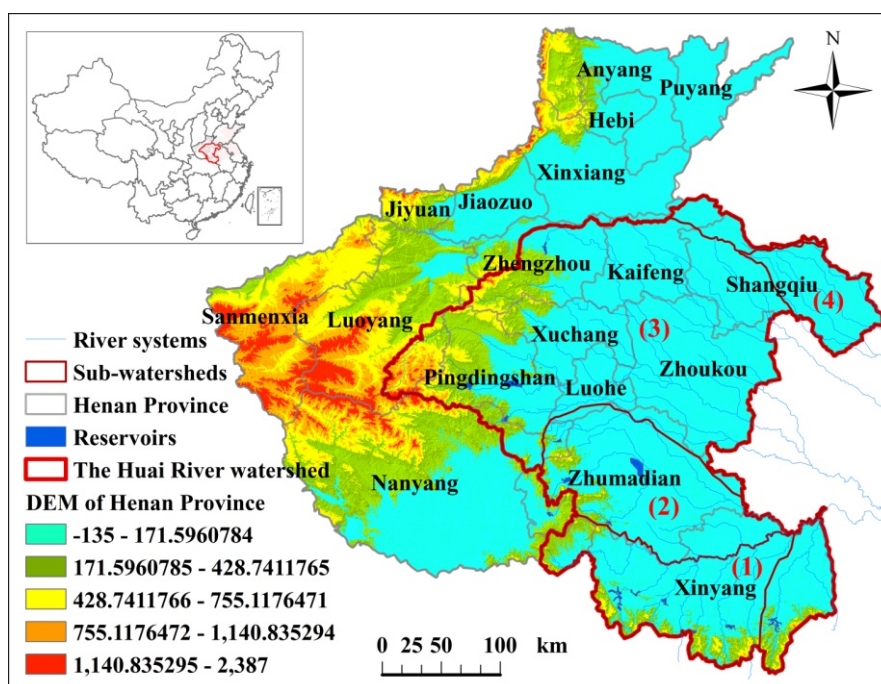 N
Anyang
Puyang
Hebi
Xinxiang
Jiaozuo
Jiyuan
Zhengzhou
Kaifeng
Shangqiu
(4)
Sanmenxia
Luoyang
Xuchang
(3)
Zhoukou
Pingdingshan
Luohe
Nanyang
Zhumadian
(2)
(1)
Xinyang
River systems
Sub-watersheds
Henan Province
Reservoirs
The Huai River watershed
DEM of Henan Province
-135 - 171.5960784
171.5960785 - 428.7411765
428.7411766 - 755.1176471
755.1176472 - 1,140.835294
1,140.835295 - 2,387
0 25 50 100 km